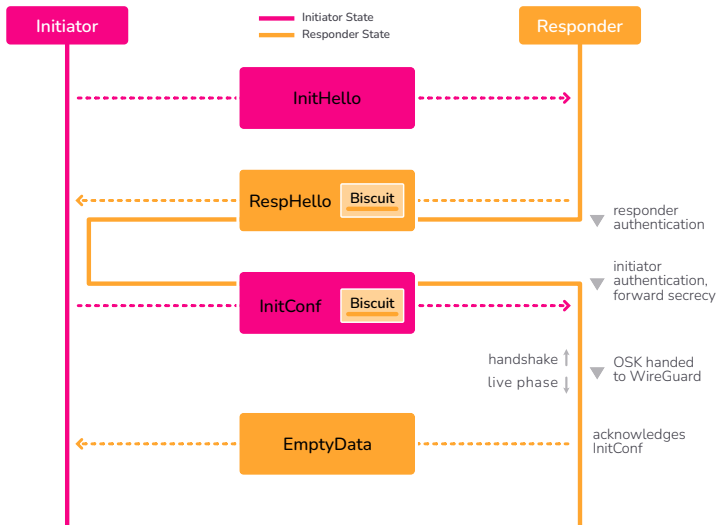 Initiator
Initiator State
Responder State
Responder
InitHello
RespHello
Biscuit
responder
authentication
initiator
authentication,
forward secrecy
InitConf
Biscuit
handshake
live phase
OSK handed
to WireGuard
EmptyData
acknowledges
InitConf